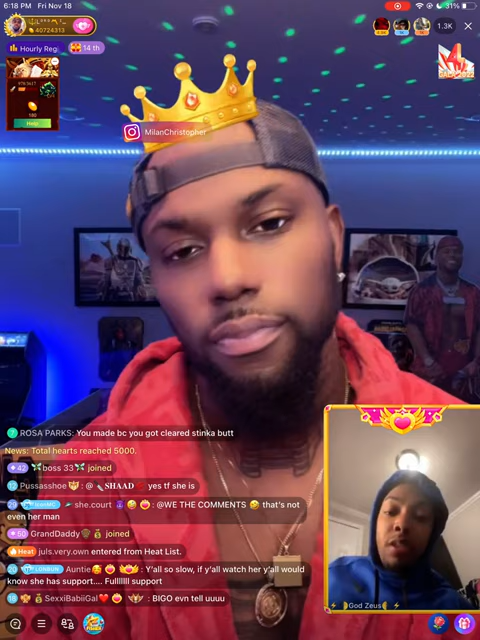 6:18 PM Fri Nov 18
31%
40724313
1.3K
Hourly Reg
14 th
GALA 2022
180
Help
MilanChristopher
ROSA PARKS: You made bc you got cleared stinka butt
News: Total hearts reached 5000.
42 boss 33 joined
Pussasshoe : @ SHAAD yes tf she is
she.court : @WE THE COMMENTS that's not
even her man
50 GrandDaddy joined
Heat juls.very.own entered from Heat List.
Auntie : Y'all so slow, if y'all watch her y'all would
know she has support.... Fullllllll support
SexxiBabiiGal : BIGO evn tell uuuu
God Zeus